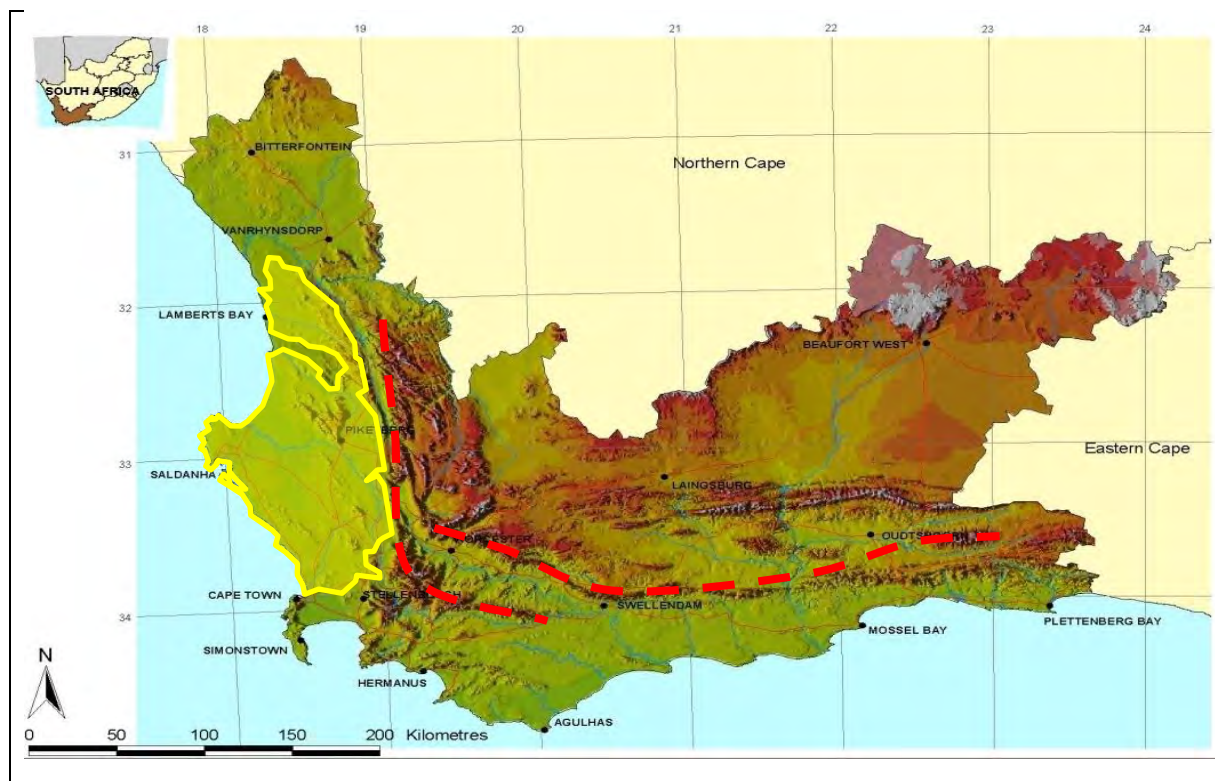 18 19 20 21 22 23 24
SOUTH AFRICA
31
BITTERFONTEIN
Northern Cape
VANRHYNSDORP
32
LAMBERTS BAY
BEAUFORT WEST
Eastern Cape
33
SALDANHA
LAINGSBURG
CAPE TOWN
SWELLENDAM
34
MOSSEL BAY
PLETTENBERG BAY
SIMONSTOWN
HERMANUS
AGULHAS
N
0 50 100 150 200 Kilometres